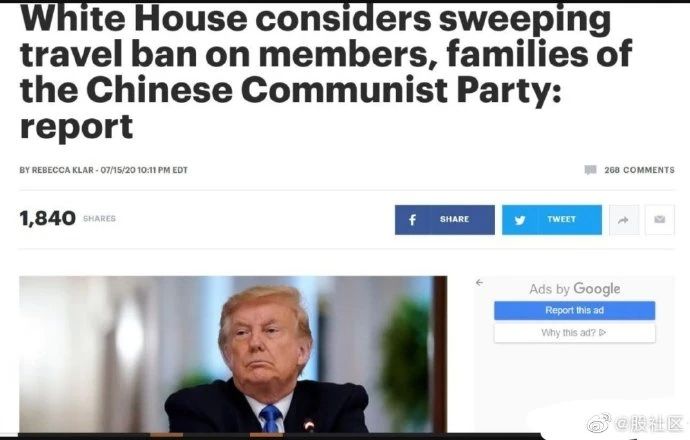 White House considers sweeping
travel ban on members, families of
the Chinese Communist Party:
report
BY REBECCA KLAR - 07/15/20 10:11 PM EDT
268 COMMENTS
1,840 SHARES
f SHARE
TWEET
Ads by Google
Report this ad
Why this ad?
@股社区